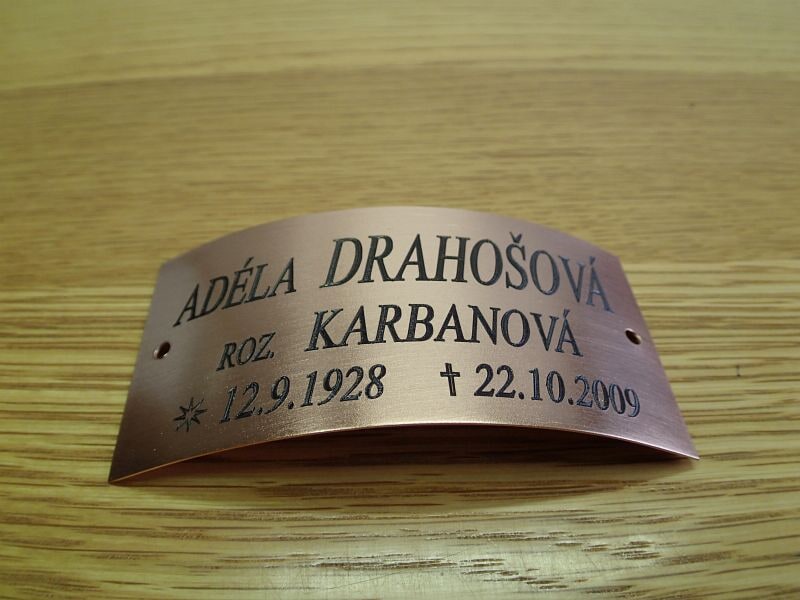 ADÉLA DRAHOŠOVÁ
ROZ. KARBANOVÁ
* 12.9.1928 † 22.10.2009